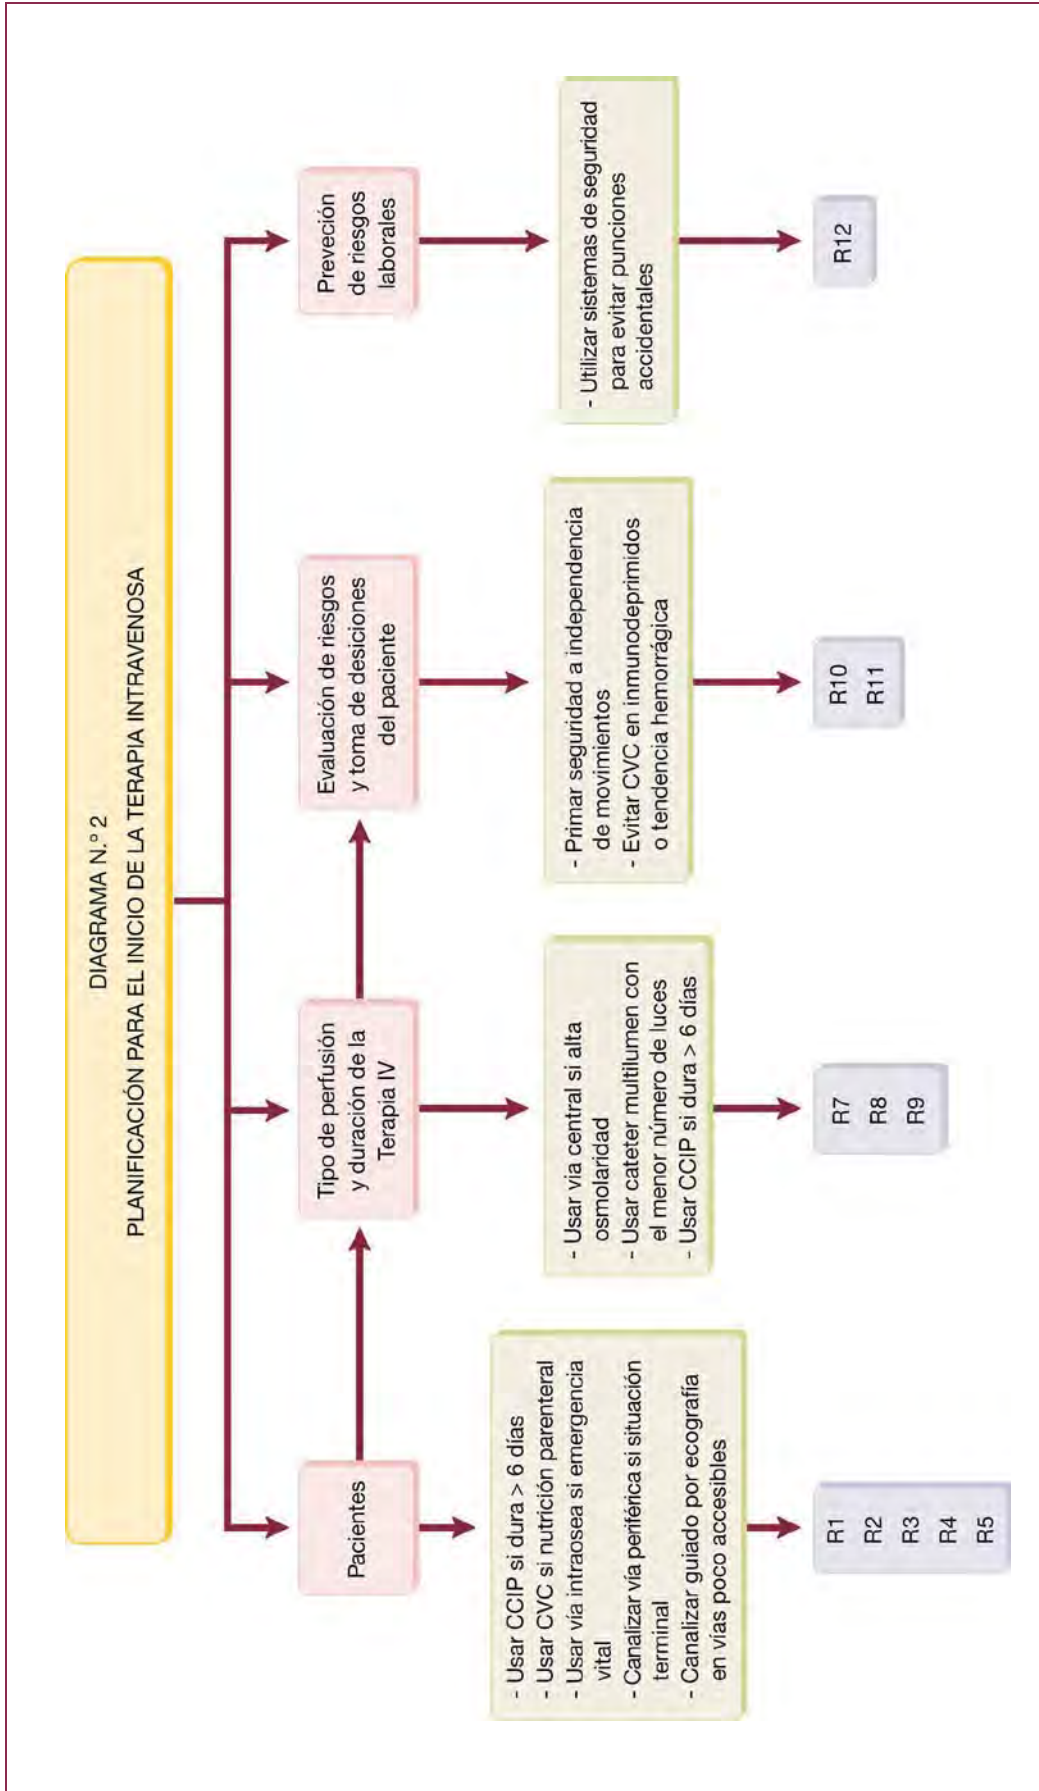 DIAGRAMA N.º 2
PLANIFICACIÓN PARA EL INICIO DE LA TERAPIA INTRAVENOSA
Pacientes
Tipo de perfusión
y duración de la
Terapia IV
Evaluación de riesgos
y toma de desiciones
del paciente
Preveción
de riesgos
laborales
- Usar CCIP si dura > 6 días
- Usar CVC si nutrición parenteral
- Usar vía intraosea si emergencia
vital
- Canalizar vía periférica si situación
terminal
- Canalizar guiado por ecografía
en vías poco accesibles
- Usar via central si alta
osmolaridad
- Usar cateter multilumen con
el menor número de luces
- Usar CCIP si dura > 6 días
- Primar seguridad a independencia
de movimientos
- Evitar CVC en inmunodeprimidos
o tendencia hemorrágica
- Utilizar sistemas de seguridad
para evitar punciones
accidentales
R1
R2
R3
R4
R5
R7
R8
R9
R10
R11
R12